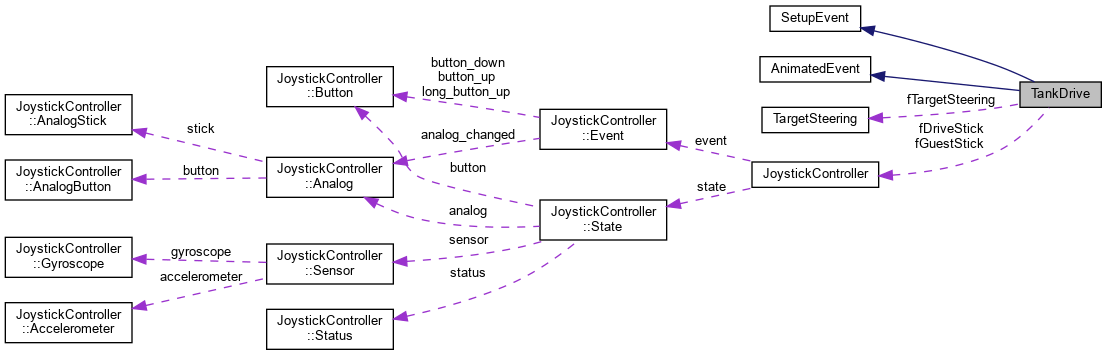 SetupEvent
AnimatedEvent
TargetSteering
TankDrive
fTargetSteering
fDriveStick
fGuestStick
JoystickController
event
state
JoystickController
::Event
JoystickController
::State
button_down
button_up
long_button_up
analog_changed
button
analog
sensor
status
JoystickController
::Button
JoystickController
::Analog
JoystickController
::Sensor
JoystickController
::Status
stick
button
gyroscope
accelerometer
JoystickController
::AnalogStick
JoystickController
::AnalogButton
JoystickController
::Gyroscope
JoystickController
::Accelerometer